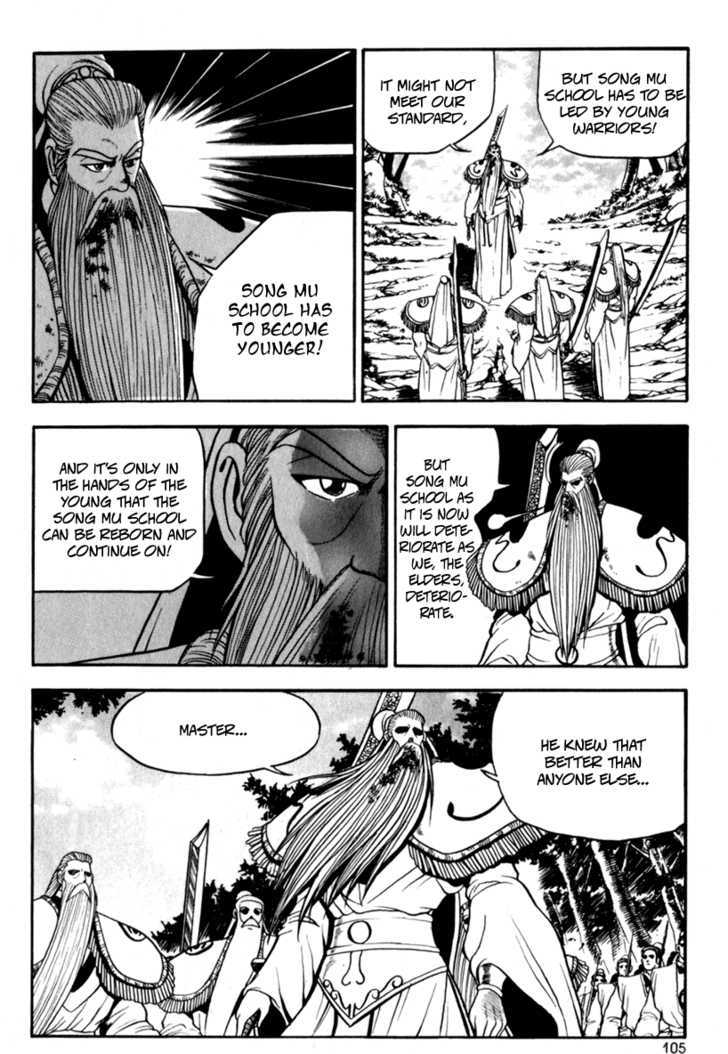 SONG MU
SCHOOL HAS
TO BECOME
YOUNGER!
IT MIGHT NOT
MEET OUR
STANDARD,
BUT SONG MU
SCHOOL HAS TO BE
LED BY YOUNG
WARRIORS!
AND IT'S ONLY IN
THE HANDS OF THE
YOUNG THAT THE
SONG MU SCHOOL
CAN BE REBORN AND
CONTINUE ON!
BUT
SONG MU
SCHOOL AS
IT IS NOW
WILL DETE-
RIORATE AS
WE, THE
ELDERS,
DETERIO-
RATE.
MASTER...
HE KNEW THAT
BETTER THAN
ANYONE ELSE...
105